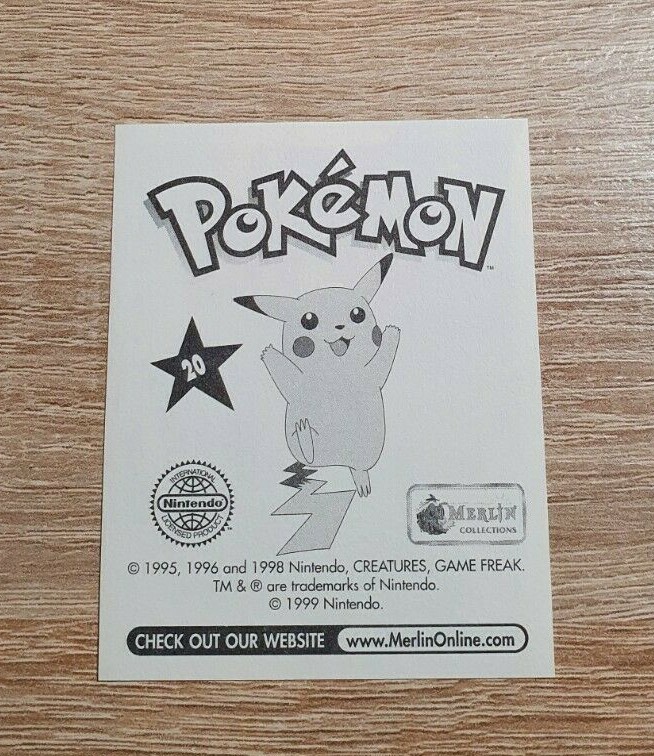 POKéMON
™
20
INTERNATIONAL
Nintendo®
LICENSED PRODUCT
MERLIN
COLLECTIONS
© 1995, 1996 and 1998 Nintendo, CREATURES, GAME FREAK.
TM & ® are trademarks of Nintendo.
© 1999 Nintendo.
CHECK OUT OUR WEBSITE www.MerlinOnline.com